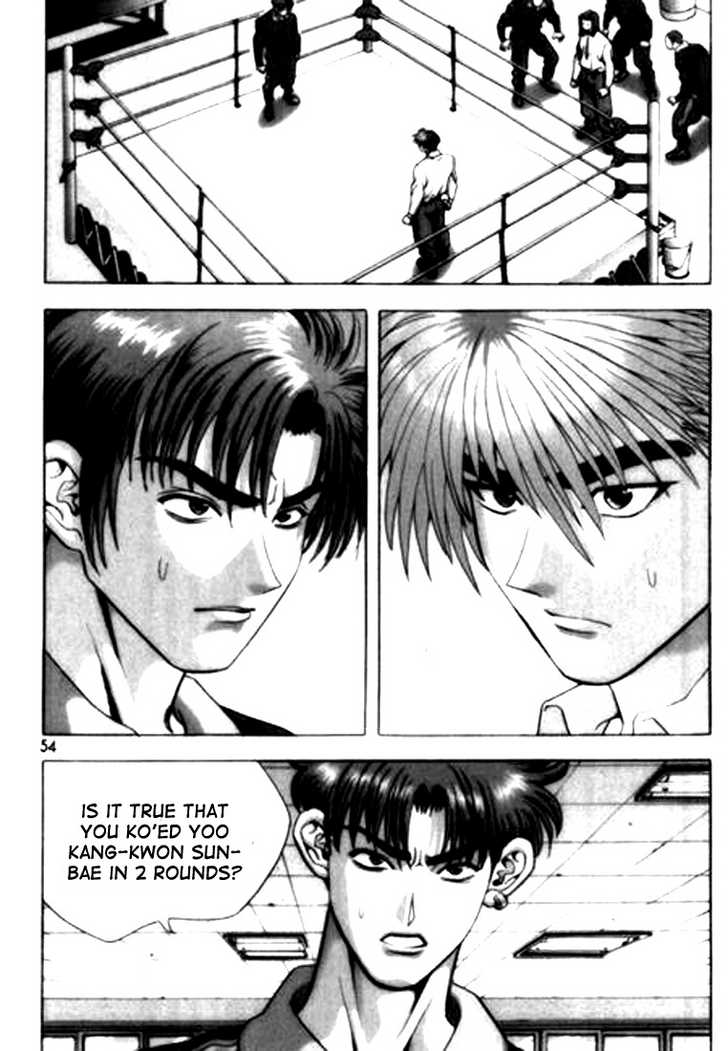 54
IS IT TRUE THAT
YOU KO'ED YOO
KANG-KWON SUN-
BAE IN 2 ROUNDS?